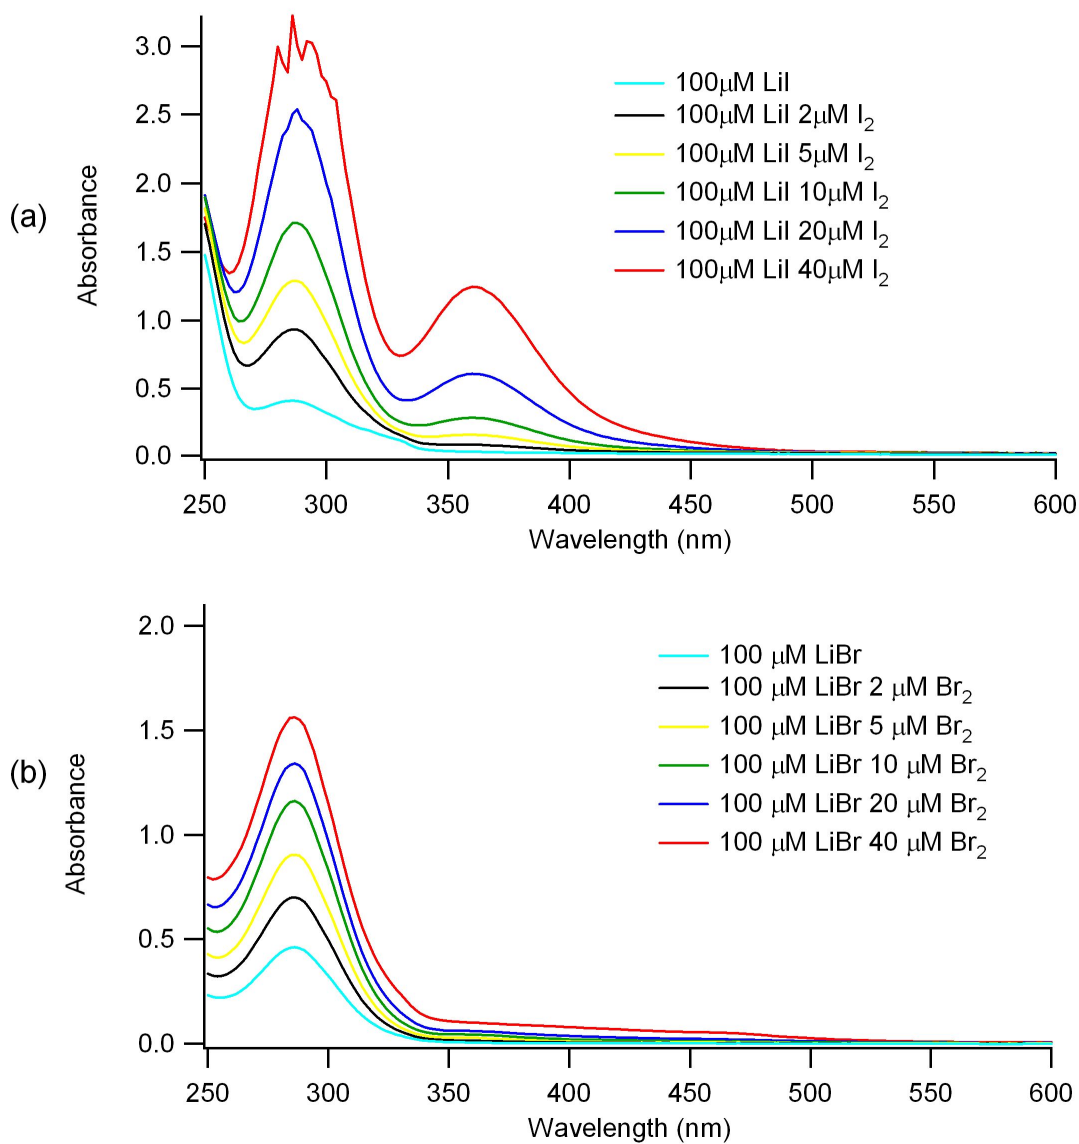 (a)
Absorbance
3.0
2.5
2.0
1.5
1.0
0.5
0.0
100μM LiI
100μM LiI 2μM I₂
100μM LiI 5μM I₂
100μM LiI 10μM I₂
100μM LiI 20μM I₂
100μM LiI 40μM I₂
250 300 350 400 450 500 550 600
Wavelength (nm)
(b)
Absorbance
2.0
1.5
1.0
0.5
0.0
100 μM LiBr
100 μM LiBr 2 μM Br₂
100 μM LiBr 5 μM Br₂
100 μM LiBr 10 μM Br₂
100 μM LiBr 20 μM Br₂
100 μM LiBr 40 μM Br₂
250 300 350 400 450 500 550 600
Wavelength (nm)